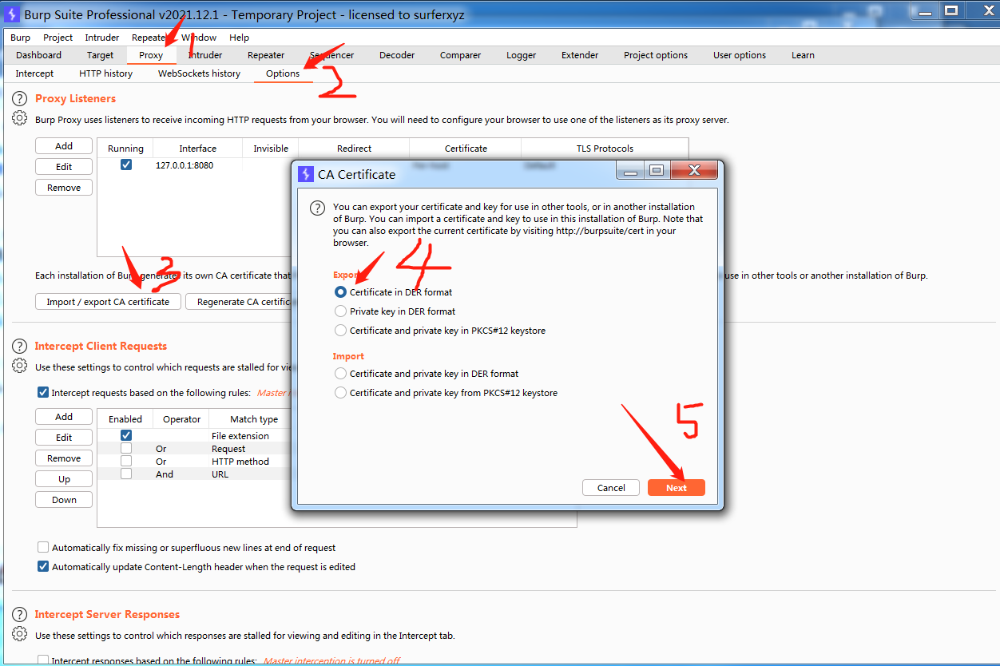 Burp Suite Professional v2021.12.1 - Temporary Project - licensed to surferxyz
Burp Project Intruder Repeater Window Help
1
Dashboard Target Proxy Intruder Repeater Sequencer Decoder Comparer Logger Extender Project options User options Learn
Intercept HTTP history WebSockets history Options
2
Proxy Listeners
Burp Proxy uses listeners to receive incoming HTTP requests from your browser. You will need to configure your browser to use one of the listeners as its proxy server.
Add
Edit
Remove
Running Interface Invisible Redirect Certificate TLS Protocols
127.0.0.1:8080
Each installation of Burp generates its own CA certificate that
use in other tools or another installation of Burp.
3
Import / export CA certificate Regenerate CA certific
CA Certificate
You can export your certificate and key for use in other tools, or in another installation
of Burp. You can import a certificate and key to use in this installation of Burp. Note that
you can also export the current certificate by visiting http://burpsuite/cert in your
browser.
4
Export
Certificate in DER format
Private key in DER format
Certificate and private key in PKCS#12 keystore
Import
Certificate and private key in DER format
Certificate and private key from PKCS#12 keystore
5
Cancel Next
Intercept Client Requests
Use these settings to control which requests are stalled for vie
Intercept requests based on the following rules: Master
Add
Edit
Remove
Up
Down
Enabled Operator Match type
File extension
Or Request
Or HTTP method
And URL
Automatically fix missing or superfluous new lines at end of request
Automatically update Content-Length header when the request is edited
Intercept Server Responses
Use these settings to control which responses are stalled for viewing and editing in the Intercept tab.
Intercept responses based on the following rules: Master interception is turned off